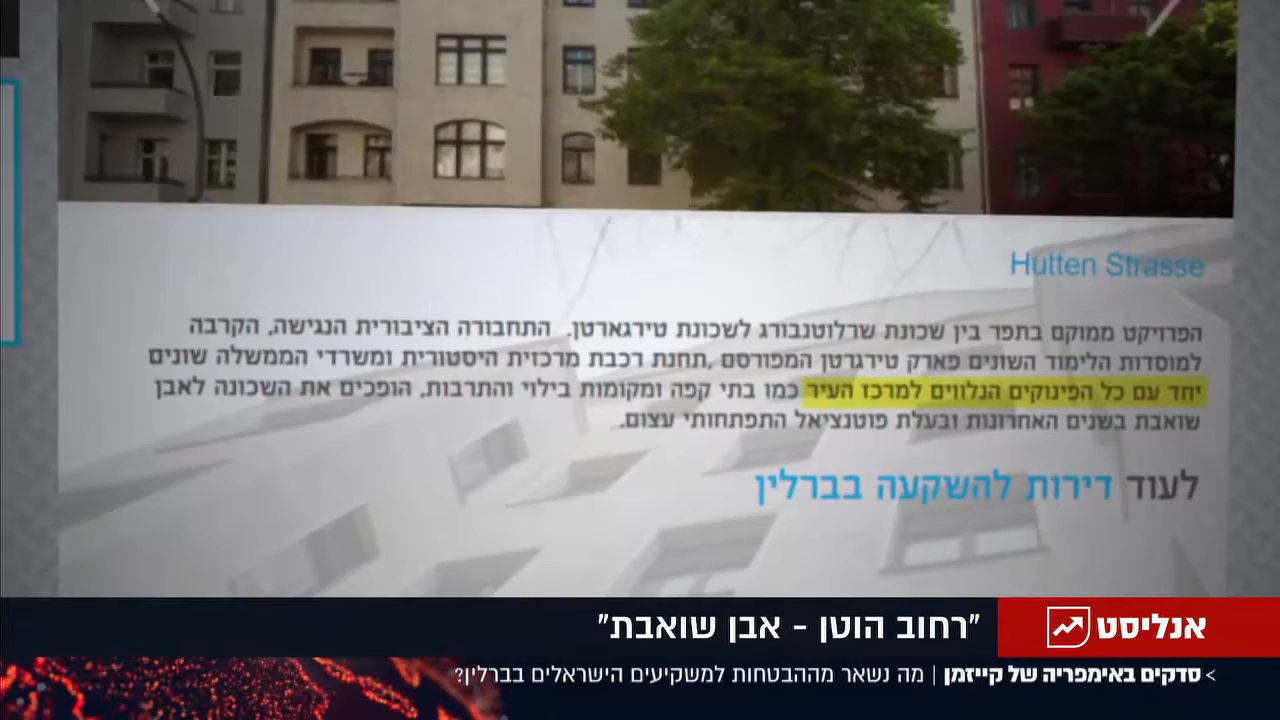 Hutten Strasse
הפרויקט ממוקם בתפר בין שכונת שרלוטנבורג לשכונת טירגארטן. התחבורה הציבורית הנגישה, הקרבה
למוסדות הלימוד השונים פארק טירגרטן המפורסם ,תחנת רכבת מרכזית היסטורית ומשרדי הממשלה שונים
יחד עם כל הפינוקים הנלווים למרכז העיר כמו בתי קפה ומקומות בילוי והתרבות, הופכים את השכונה לאבן
שואבת בשנים האחרונות ובעלת פוטנציאל התפתחותי עצום.
לעוד דירות להשקעה בברלין
אנליסט
"רחוב הוטן - אבן שואבת"
> סדקים באימפריה של קייזמן | מה נשאר מההבטחות למשקיעים הישראלים בברלין?